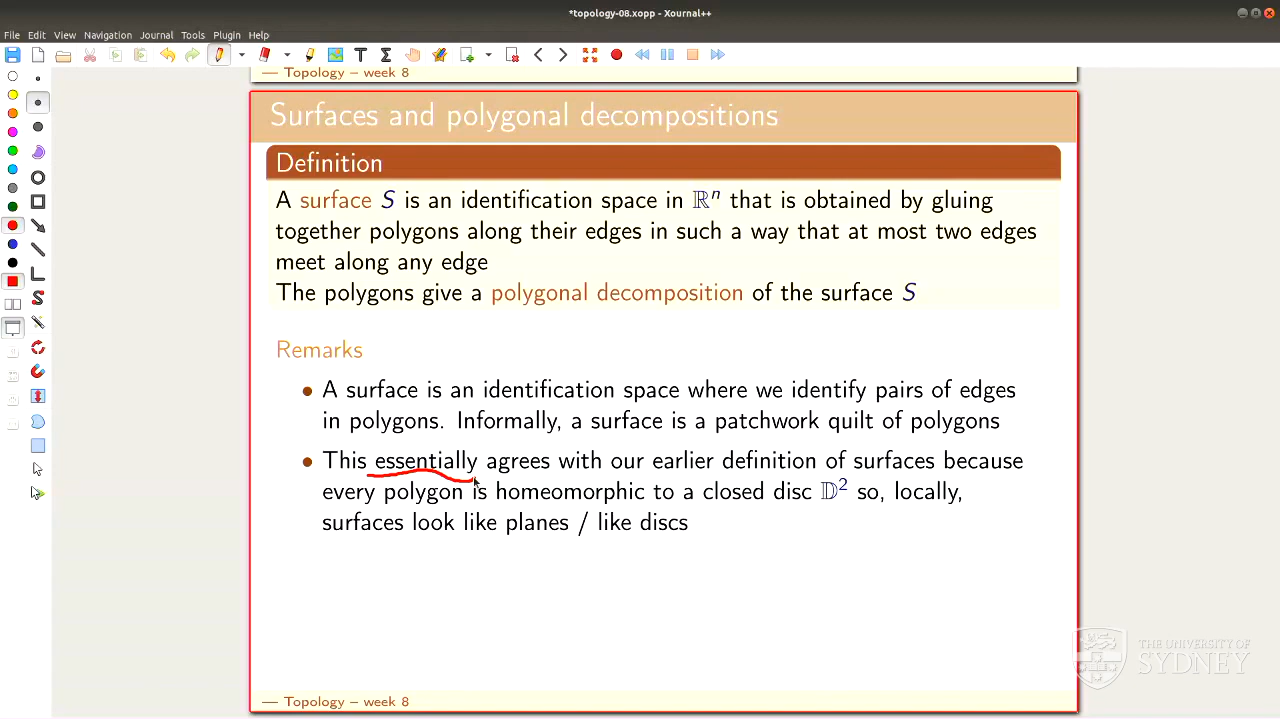 *topology-08.xopp - Xournal++
File Edit View Navigation Journal Tools Plugin Help
— Topology – week 8
Surfaces and polygonal decompositions
Definition
A surface S is an identification space in ℝⁿ that is obtained by gluing
together polygons along their edges in such a way that at most two edges
meet along any edge
The polygons give a polygonal decomposition of the surface S
Remarks
• A surface is an identification space where we identify pairs of edges
in polygons. Informally, a surface is a patchwork quilt of polygons
• This essentially agrees with our earlier definition of surfaces because
every polygon is homeomorphic to a closed disc 𝔻² so, locally,
surfaces look like planes / like discs
THE UNIVERSITY OF
SYDNEY
— Topology – week 8